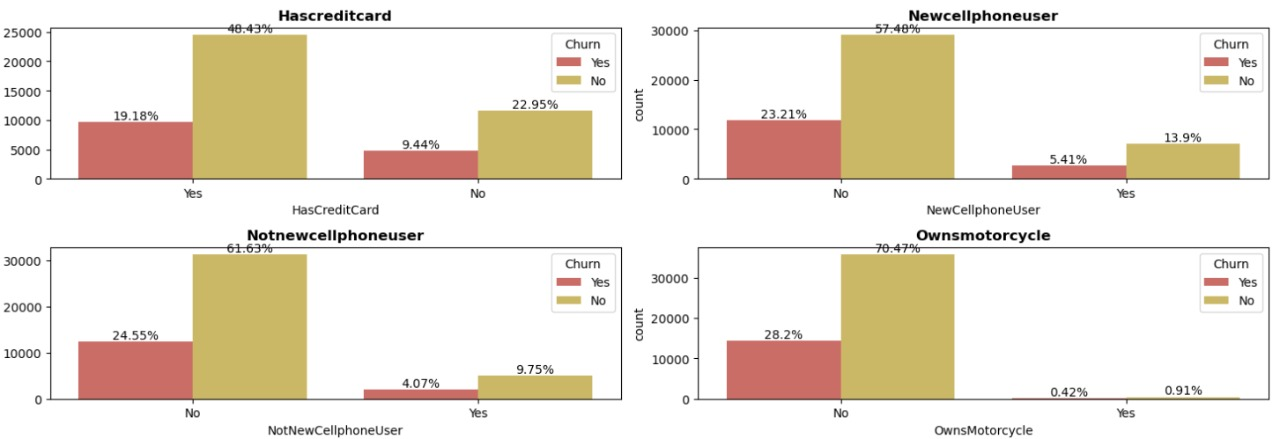 Hascreditcard
25000
20000
15000
10000
5000
0
48.43%
19.18%
22.95%
9.44%
Churn
Yes
No
Yes
No
HasCreditCard
Newcellphoneuser
count
30000
20000
10000
0
57.48%
23.21%
13.9%
5.41%
Churn
Yes
No
No
Yes
NewCellphoneUser
Notnewcellphoneuser
30000
20000
10000
0
61.63%
24.55%
9.75%
4.07%
Churn
Yes
No
No
Yes
NotNewCellphoneUser
Ownsmotorcycle
count
30000
20000
10000
0
70.47%
28.2%
0.42%
0.91%
Churn
Yes
No
No
Yes
OwnsMotorcycle